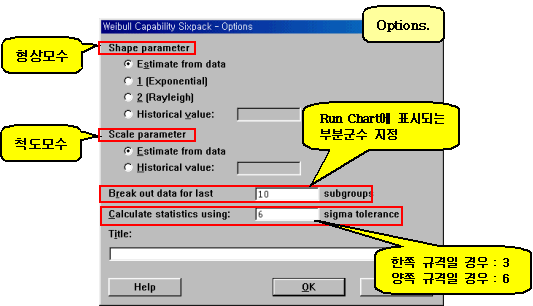 Weibull Capability Sixpack - Options
Options.
형상모수
Shape parameter
Estimate from data
1 (Exponential)
2 (Rayleigh)
Historical value:
Run Chart에 표시되는
부분군수 지정
척도모수
Scale parameter
Estimate from data
Historical value:
Break out data for last 10 subgroups
Calculate statistics using: 6 sigma tolerance
Title:
한쪽 규격일 경우 : 3
양쪽 규격일 경우 : 6
Help OK